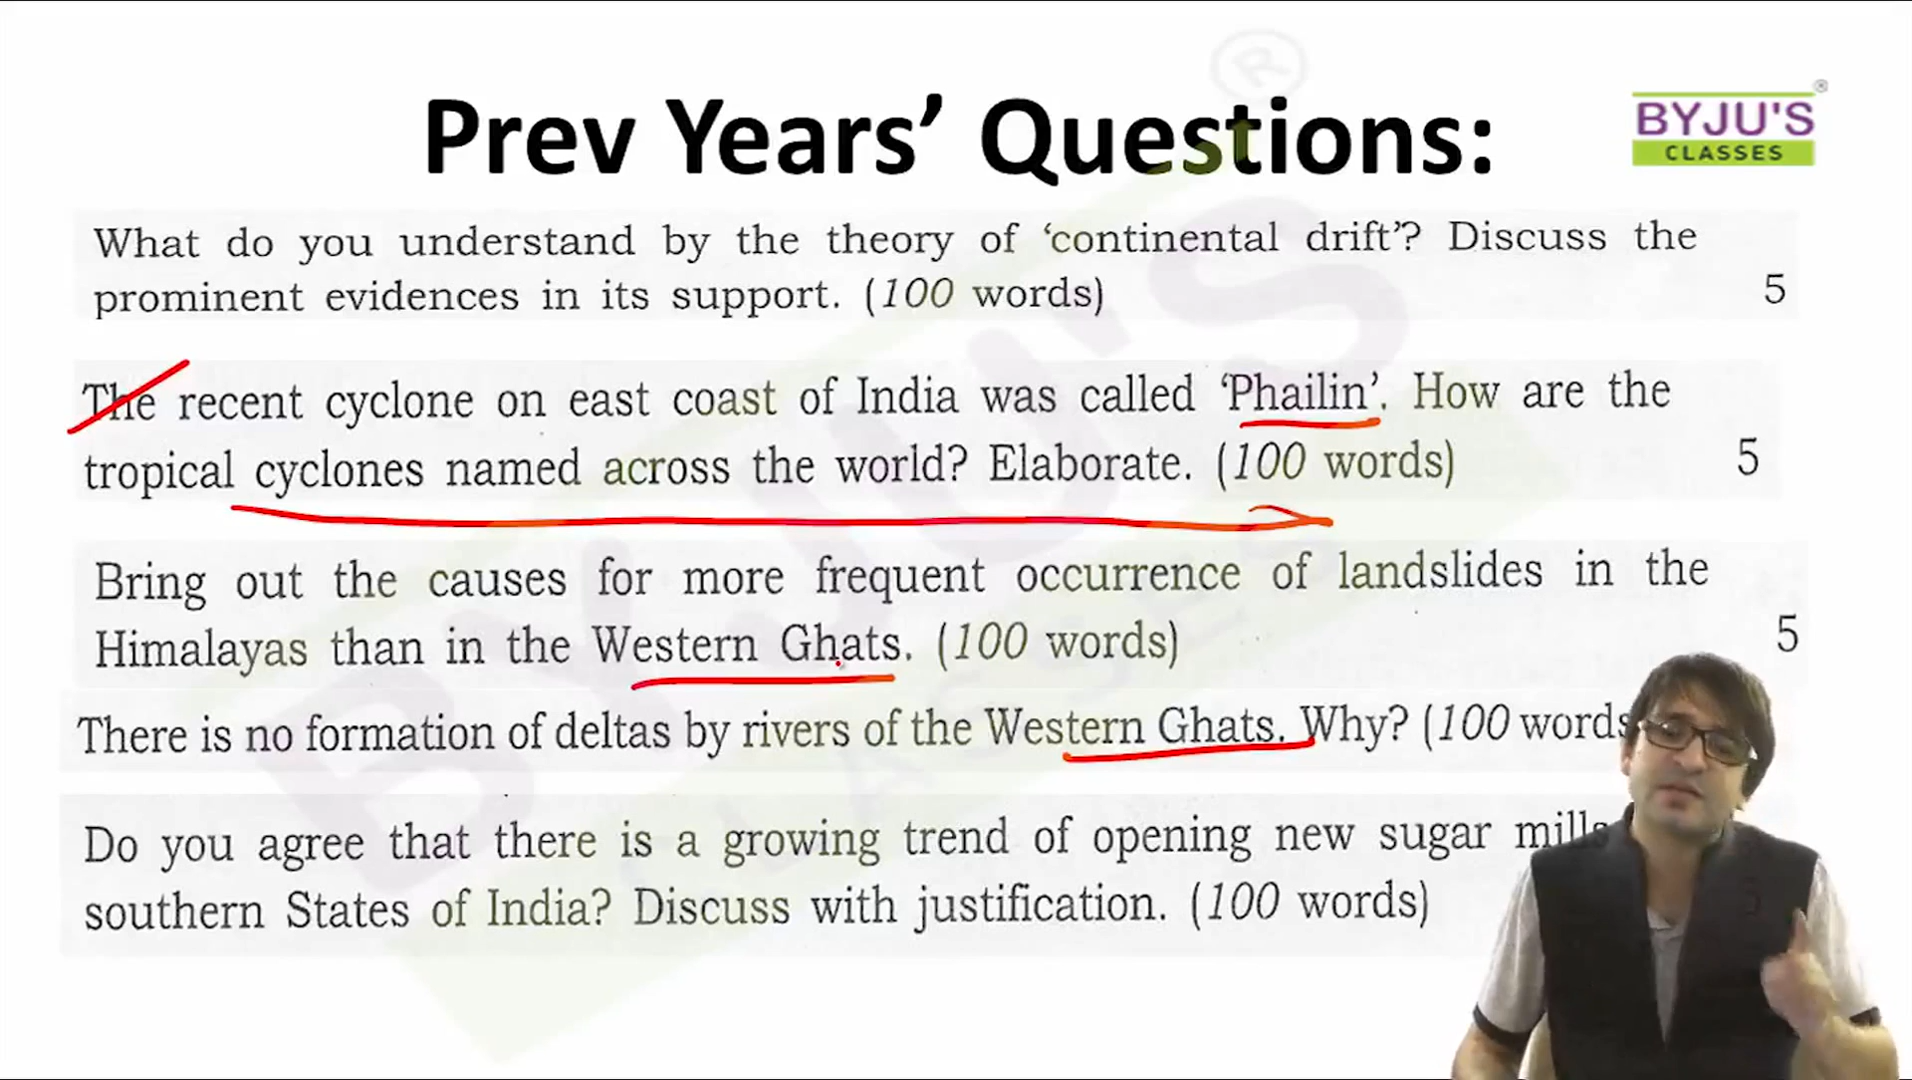 Prev Years’ Questions:
®
BYJU'S
CLASSES
What do you understand by the theory of ‘continental drift’? Discuss the
prominent evidences in its support. (100 words) 5
The recent cyclone on east coast of India was called ‘Phailin’. How are the
tropical cyclones named across the world? Elaborate. (100 words) 5
Bring out the causes for more frequent occurrence of landslides in the
Himalayas than in the Western Ghats. (100 words) 5
There is no formation of deltas by rivers of the Western Ghats. Why? (100 words
Do you agree that there is a growing trend of opening new sugar mills
southern States of India? Discuss with justification. (100 words)
BYJU'S